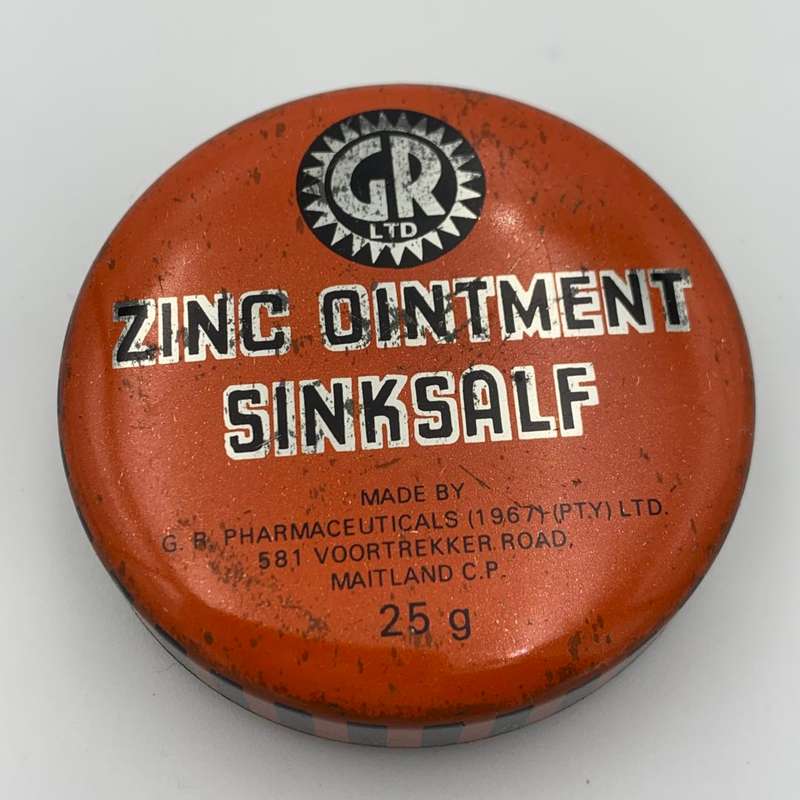 GR
LTD
ZINC OINTMENT
SINKSALF
MADE BY
G. R. PHARMACEUTICALS (1967) (PTY) LTD.
581 VOORTREKKER ROAD,
MAITLAND C.P.
25 g